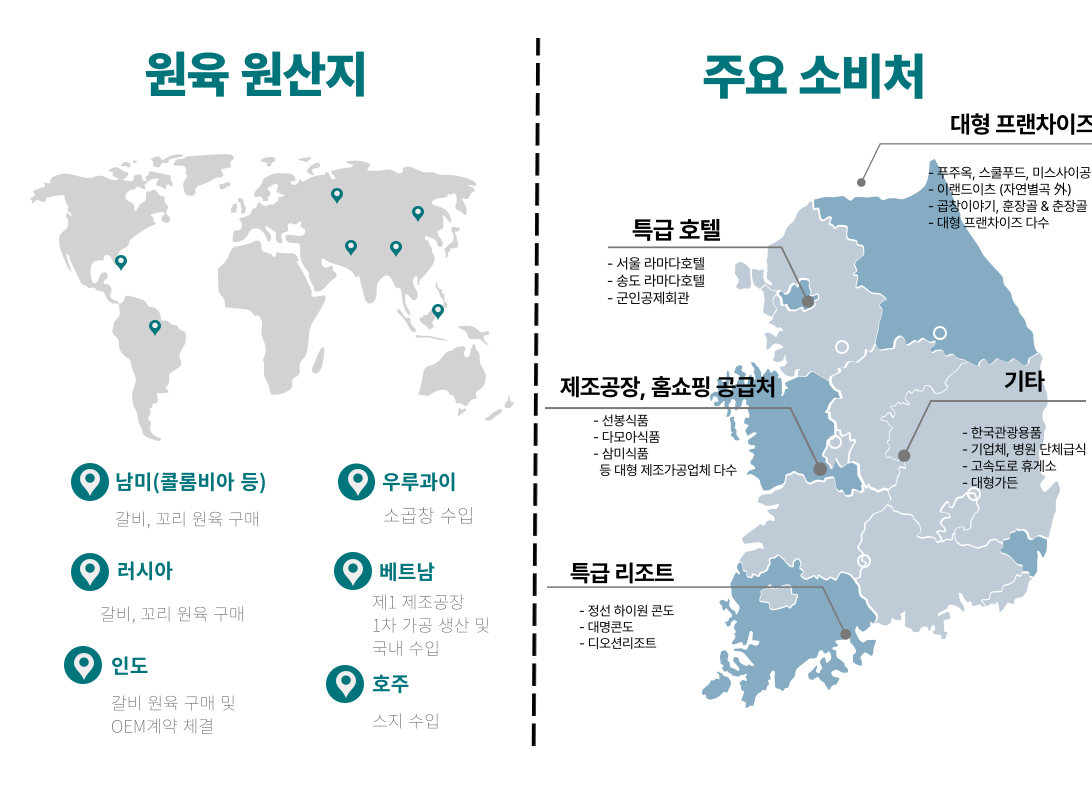 원육 원산지
남미(콜롬비아 등)
갈비, 꼬리 원육 구매
러시아
갈비, 꼬리 원육 구매
인도
갈비 원육 구매 및
OEM계약 체결
우루과이
소곱창 수입
베트남
제1 제조공장
1차 가공 생산 및
국내 수입
호주
스지 수입
주요 소비처
대형 프랜차이즈
- 푸주옥, 스쿨푸드, 미스사이공
- 이랜드이츠 (자연별곡 外)
- 곱창이야기, 훈장골 & 춘장골
- 대형 프랜차이즈 다수
특급 호텔
- 서울 라마다호텔
- 송도 라마다호텔
- 군인공제회관
제조공장, 홈쇼핑 공급처
- 선봉식품
- 다모아식품
- 삼미식품
등 대형 제조가공업체 다수
기타
- 한국관광용품
- 기업체, 병원 단체급식
- 고속도로 휴게소
- 대형가든
특급 리조트
- 정선 하이원 콘도
- 대명콘도
- 디오션리조트